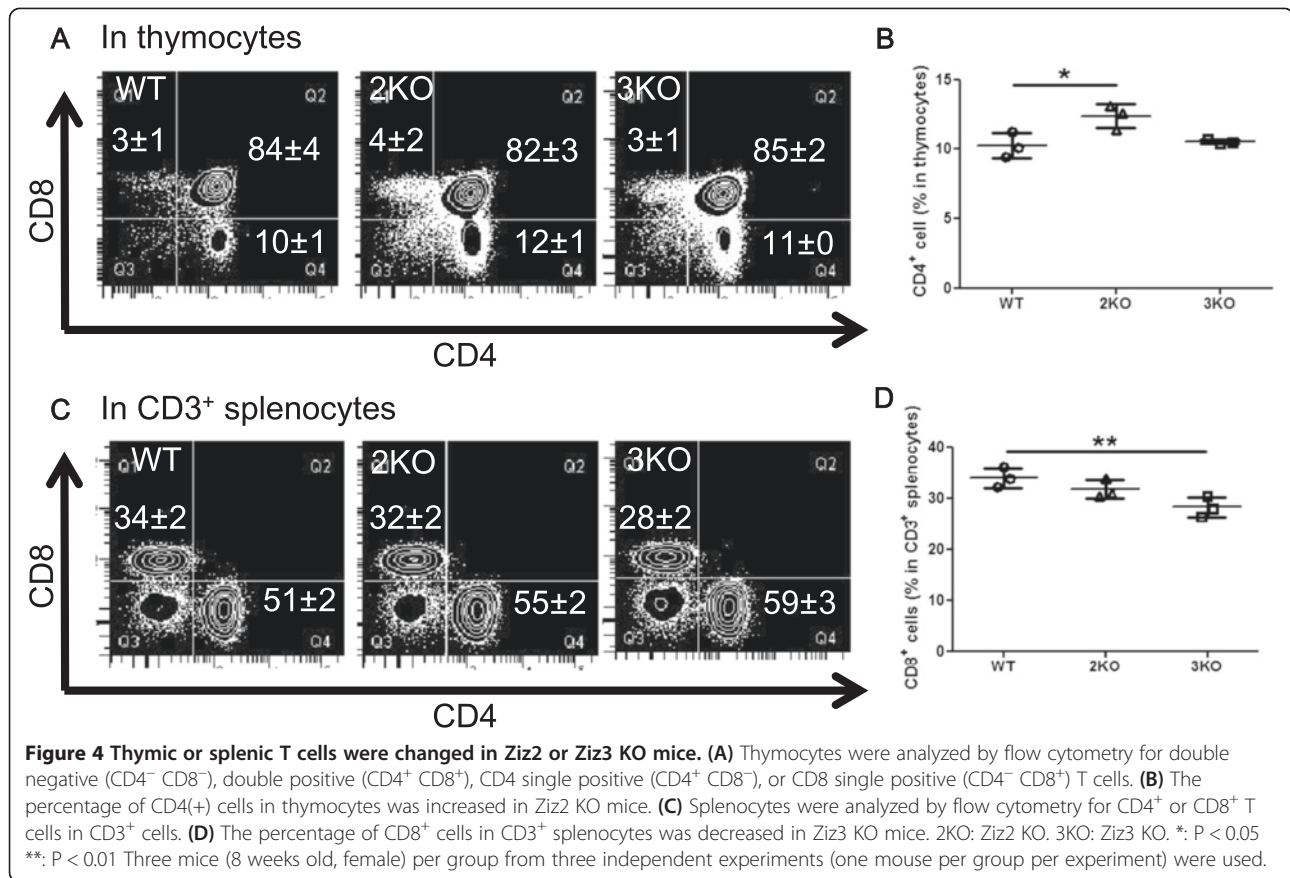 A In thymocytes
CD8
WT
Q1
Q2
3±1
84±4
10±1
Q3
Q4
2KO
Q1
Q2
4±2
82±3
12±1
Q3
Q4
3KO
Q1
Q2
3±1
85±2
11±0
Q3
Q4
CD4
B
CD4+ cell (% in thymocytes)
15
10
5
0
*
WT 2KO 3KO
C In CD3+ splenocytes
CD8
WT
Q1
Q2
34±2
51±2
Q3
Q4
2KO
Q1
Q2
32±2
55±2
Q3
Q4
3KO
Q1
Q2
28±2
59±3
Q3
Q4
CD4
D
CD8+ cells (% in CD3+ splenocytes)
40
30
20
10
0
**
WT 2KO 3KO
Figure 4 Thymic or splenic T cells were changed in Ziz2 or Ziz3 KO mice. (A) Thymocytes were analyzed by flow cytometry for double
negative (CD4− CD8−), double positive (CD4+ CD8+), CD4 single positive (CD4+ CD8−), or CD8 single positive (CD4− CD8+) T cells. (B) The
percentage of CD4(+) cells in thymocytes was increased in Ziz2 KO mice. (C) Splenocytes were analyzed by flow cytometry for CD4+ or CD8+ T
cells in CD3+ cells. (D) The percentage of CD8+ cells in CD3+ splenocytes was decreased in Ziz3 KO mice. 2KO: Ziz2 KO. 3KO: Ziz3 KO. *: P < 0.05
**: P < 0.01 Three mice (8 weeks old, female) per group from three independent experiments (one mouse per group per experiment) were used.